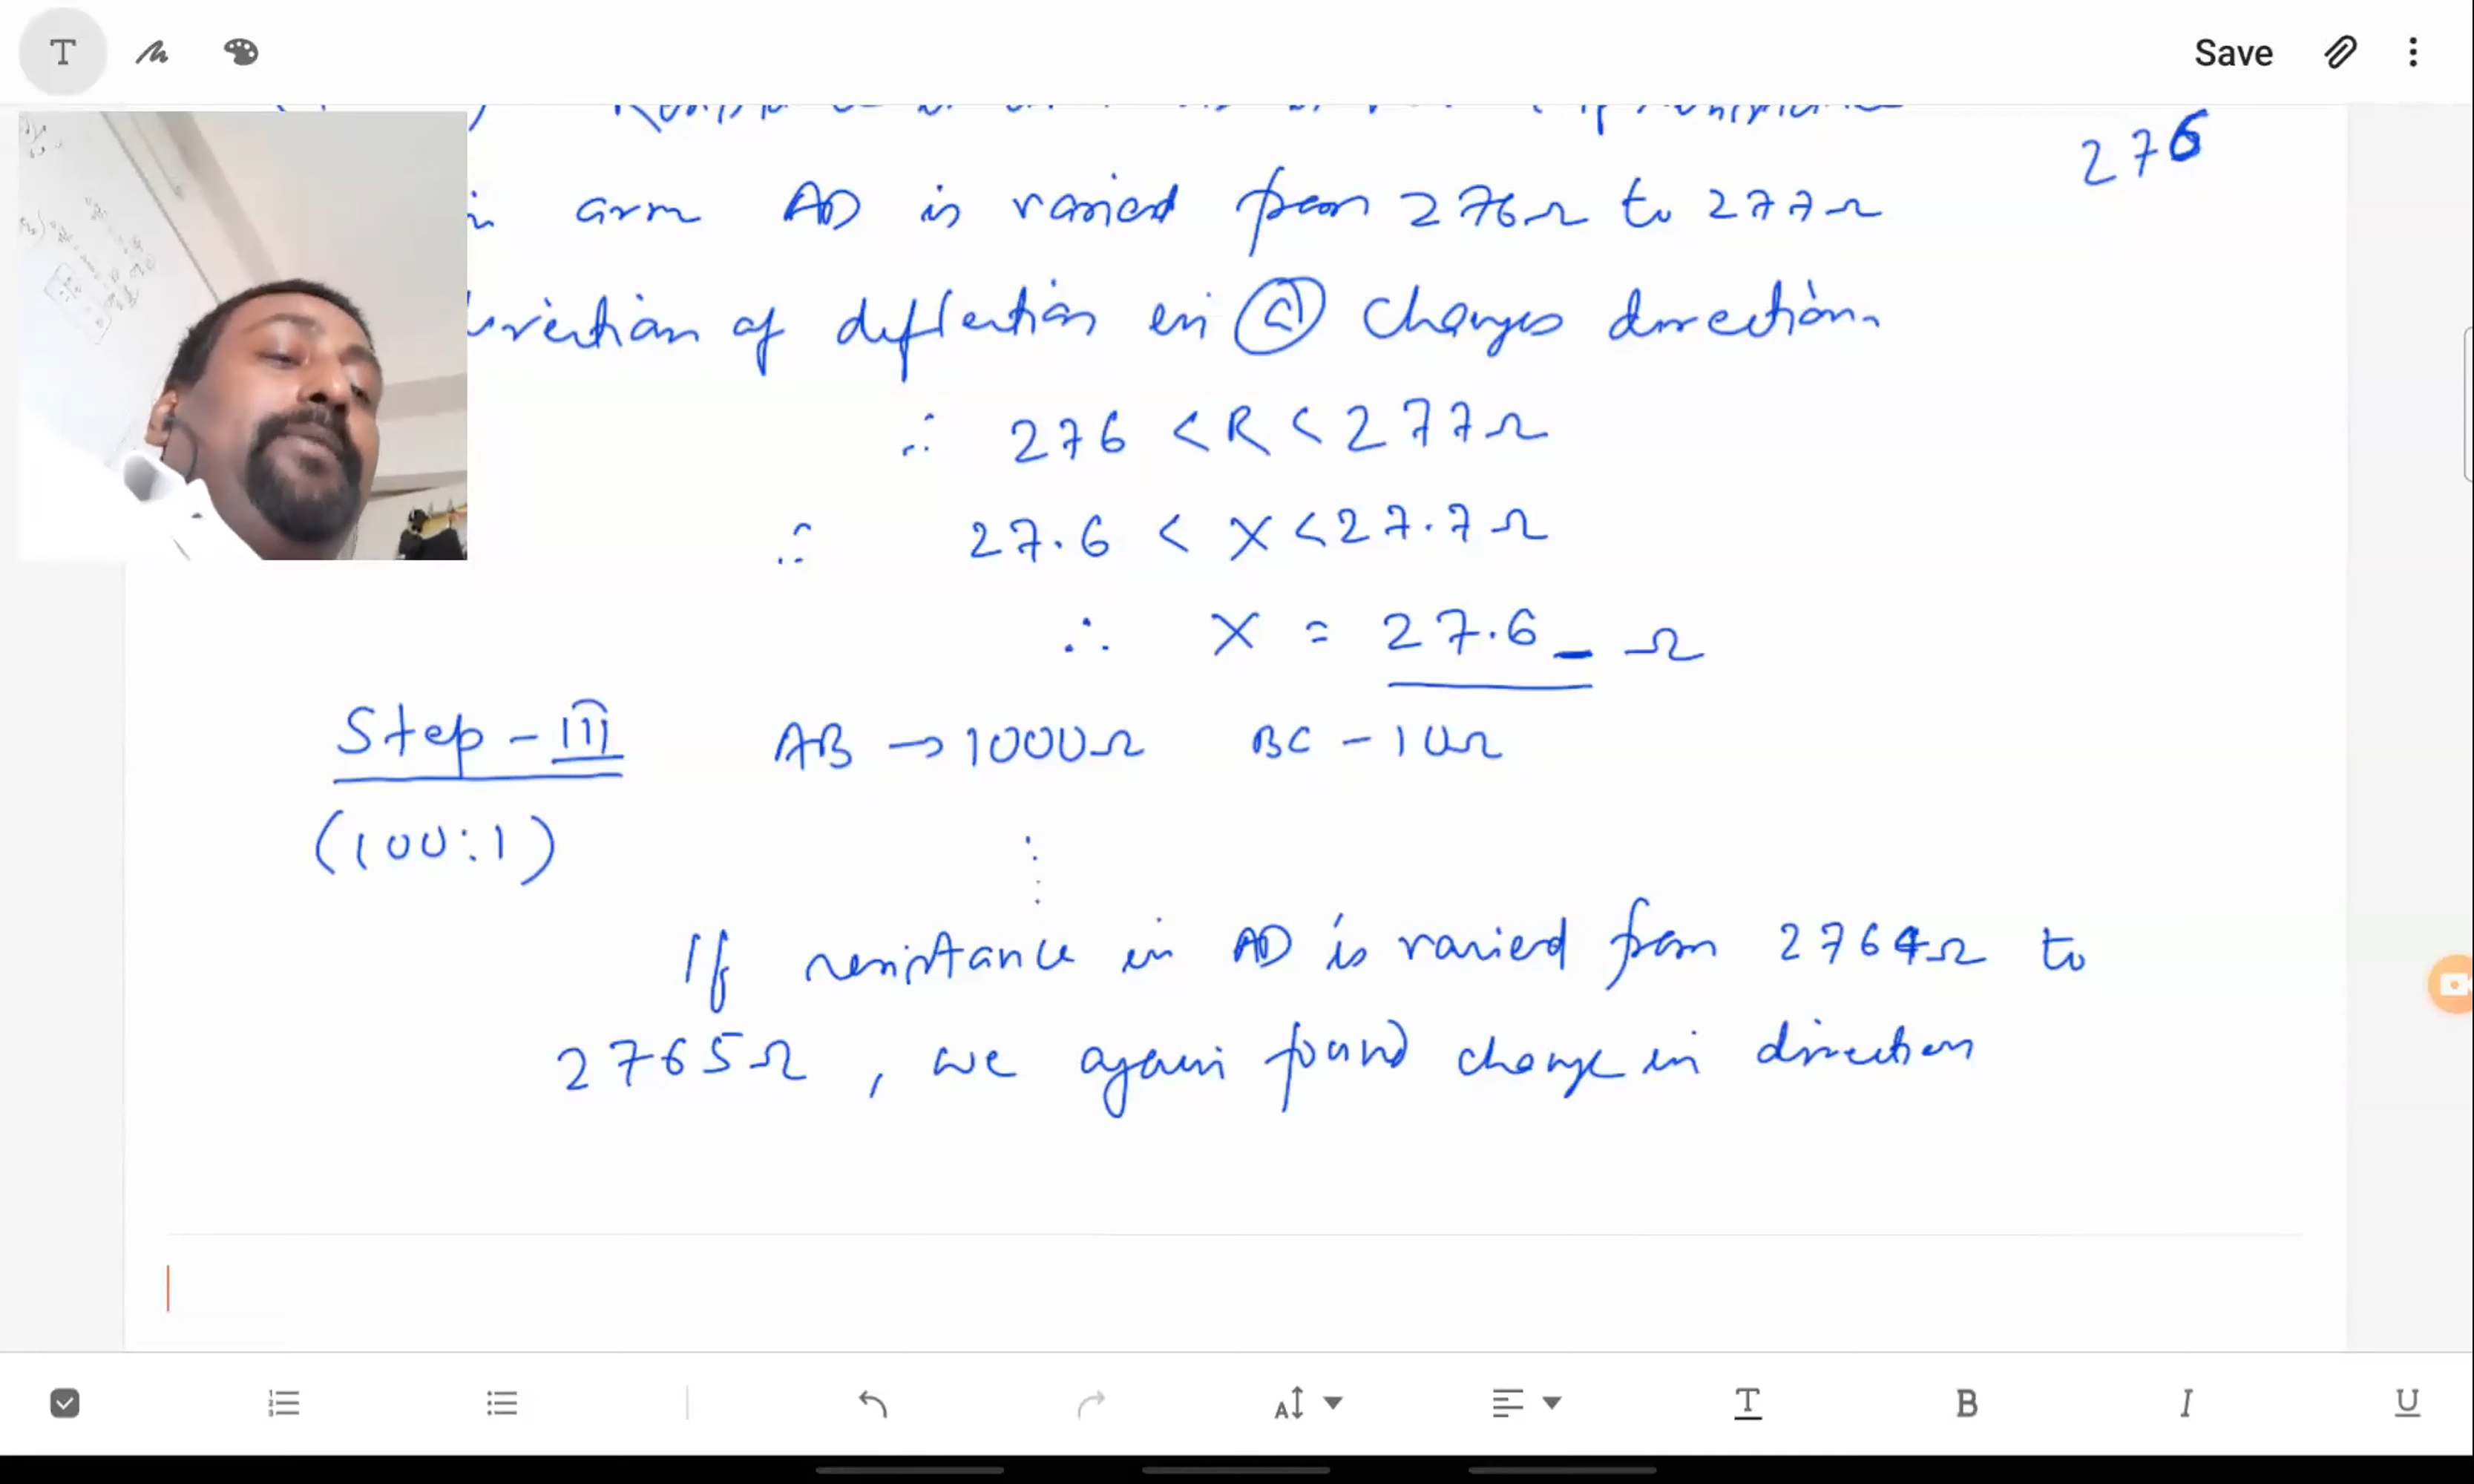 Save
276
in arm AD is varied from 276Ω to 277Ω
direction of deflection in G changes direction.
∴ 276 < R < 277Ω
∴ 27.6 < X < 27.7Ω
∴ X = 27.6_ Ω
Step - III AB → 1000Ω BC - 10Ω
(100:1)
If resistance in AD is varied from 2764Ω to
2765Ω, we again found change in direction